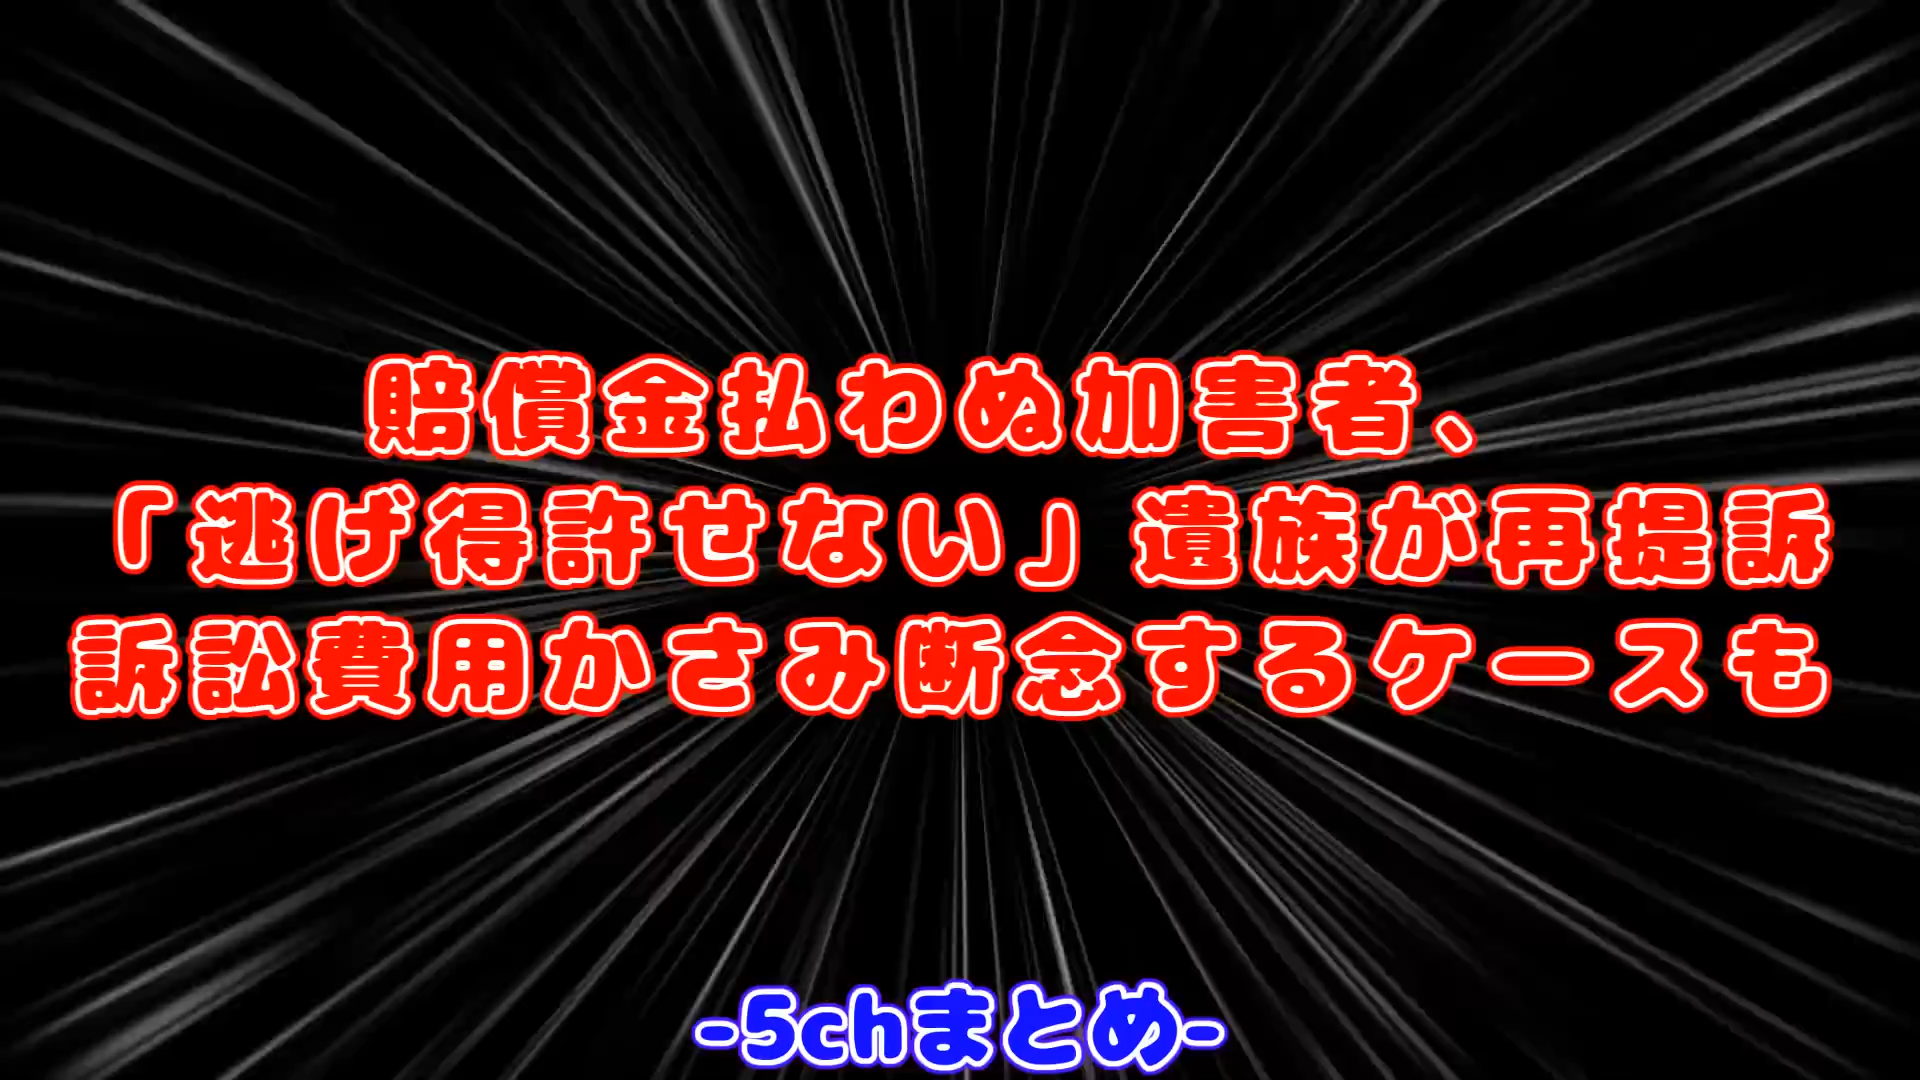 賠償金払わぬ加害者、
「逃げ得許せない」遺族が再提訴
訴訟費用かさみ断念するケースも
-5chまとめ-